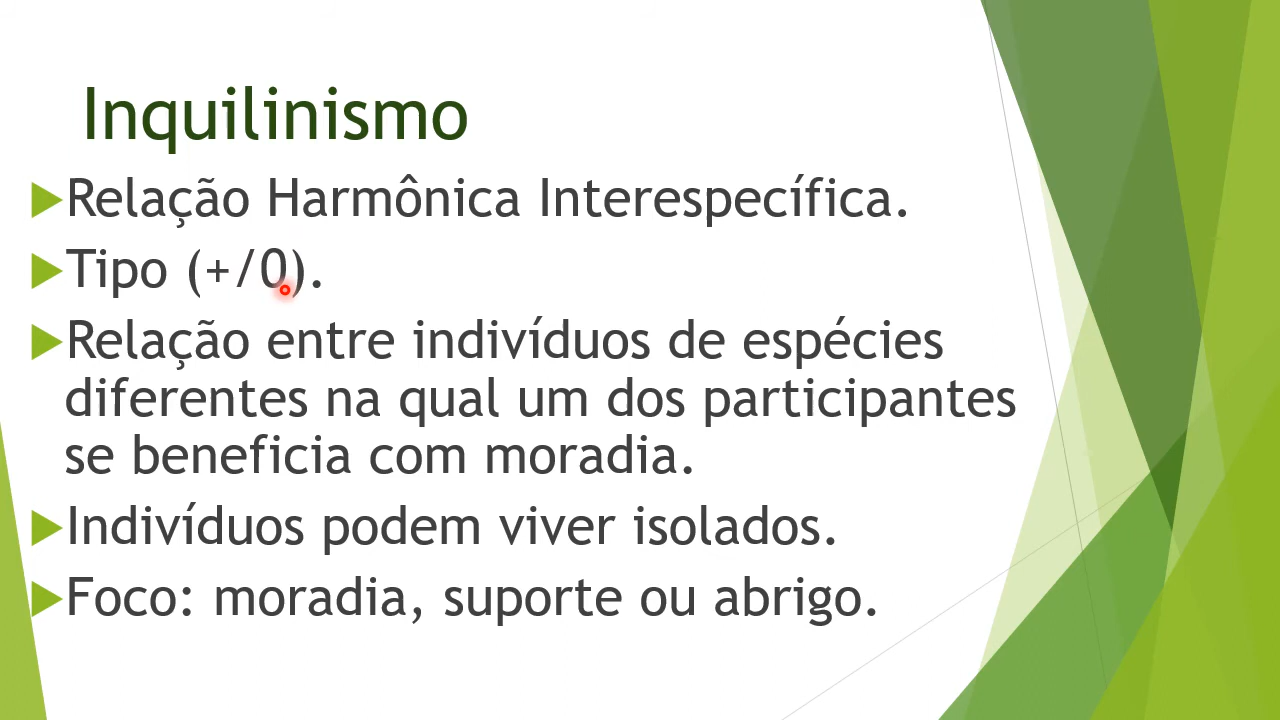 Inquilinismo
Relação Harmônica Interespecífica.
Tipo (+/0).
Relação entre indivíduos de espécies
diferentes na qual um dos participantes
se beneficia com moradia.
Indivíduos podem viver isolados.
Foco: moradia, suporte ou abrigo.